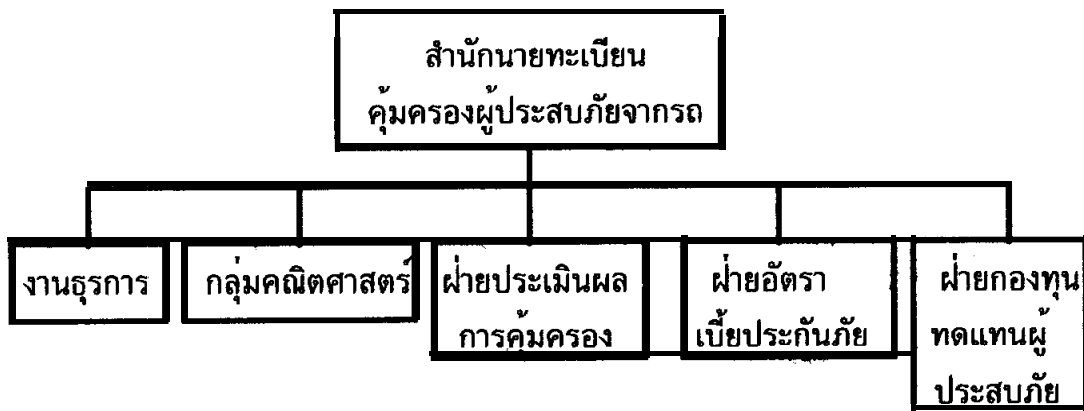 สำนักนายทะเบียน
คุ้มครองผู้ประสบภัยจากรถ
งานธุรการ
กลุ่มคณิตศาสตร์
ฝ่ายประเมินผล
การคุ้มครอง
ฝ่ายอัตรา
เบี้ยประกันภัย
ฝ่ายกองทุน
ทดแทนผู้
ประสบภัย